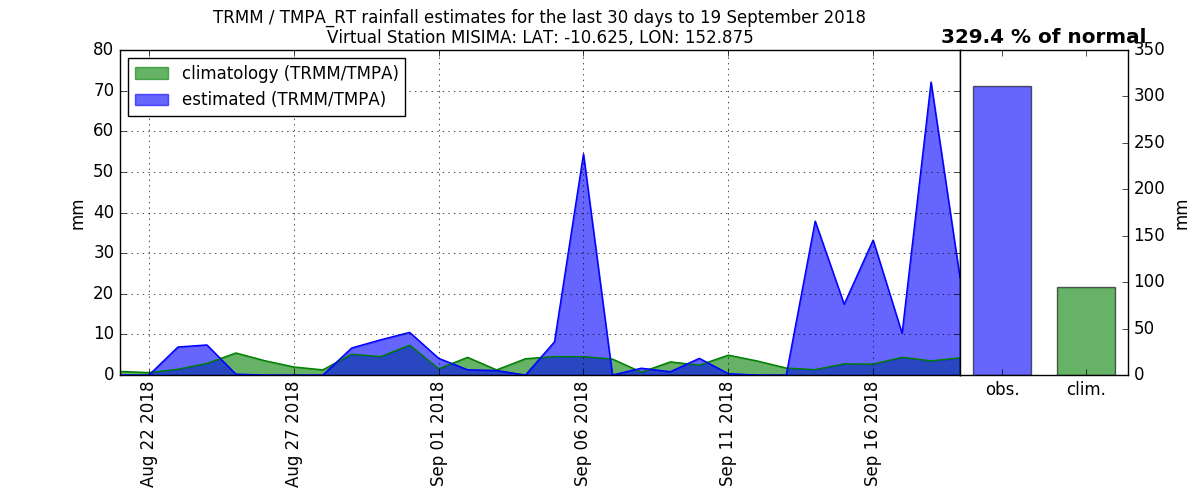 TRMM / TMPA_RT rainfall estimates for the last 30 days to 19 September 2018
Virtual Station MISIMA: LAT: -10.625, LON: 152.875
329.4 % of normal
climatology (TRMM/TMPA)
estimated (TRMM/TMPA)
mm
80
70
60
50
40
30
20
10
0
Aug 22 2018
Aug 27 2018
Sep 01 2018
Sep 06 2018
Sep 11 2018
Sep 16 2018
obs.
clim.
350
300
250
200
150
100
50
0
mm